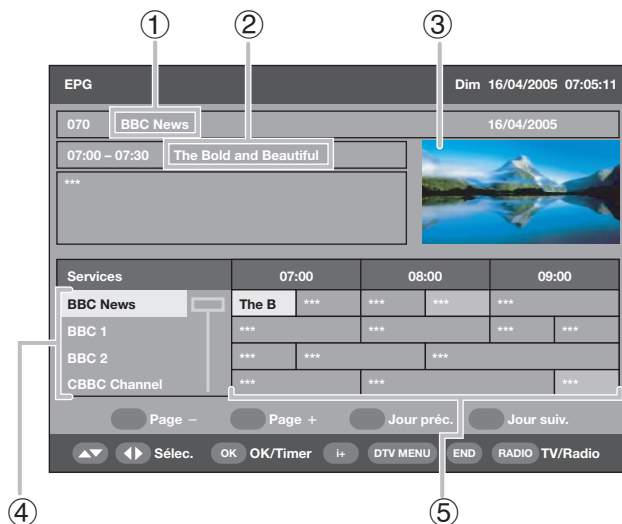 ① ② ③
EPG Dim 16/04/2005 07:05:11
070 BBC News 16/04/2005
07:00 – 07:30 The Bold and Beautiful
***
Services 07:00 08:00 09:00
BBC News The B *** *** *** ***
BBC 1 *** *** *** ***
BBC 2 *** *** ***
CBBC Channel *** *** ***
Page – Page + Jour préc. Jour suiv.
Sélec. OK OK/Timer i+ DTV MENU END RADIO TV/Radio
④ ⑤